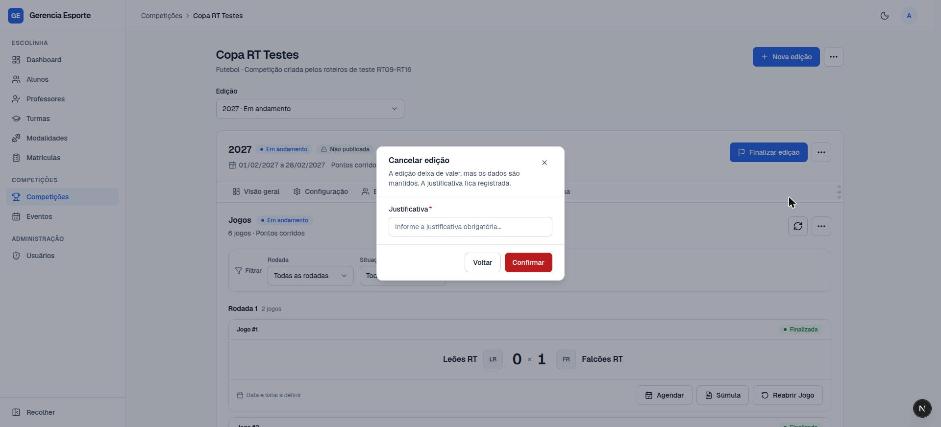 GE Gerencia Esporte
Competições > Copa RT Testes
A
ESCOLINHA
Dashboard
Alunos
Professores
Turmas
Modalidades
Matrículas
COMPETIÇÕES
Competições
Eventos
ADMINISTRAÇÃO
Usuários
Recolher
Copa RT Testes
Futebol · Competição criada pelos roteiros de teste RT09-RT16
+ Nova edição
Edição
2027 · Em andamento
2027 Em andamento Não publicada
01/02/2027 a 28/02/2027 · Pontos corridos
Finalizar edição
Visão geral
Configuração
Jogos Em andamento
6 jogos · Pontos corridos
Filtrar
Rodada
Todas as rodadas
Cancelar edição
A edição deixa de valer, mas os dados são
mantidos. A justificativa fica registrada.
Justificativa *
Informe a justificativa obrigatória...
Voltar
Confirmar
Rodada 1 2 jogos
Jogo #1
Finalizada
Leões RT LR 0 × 1 FR Falcões RT
Data e local a definir
Agendar
Súmula
Reabrir Jogo
N